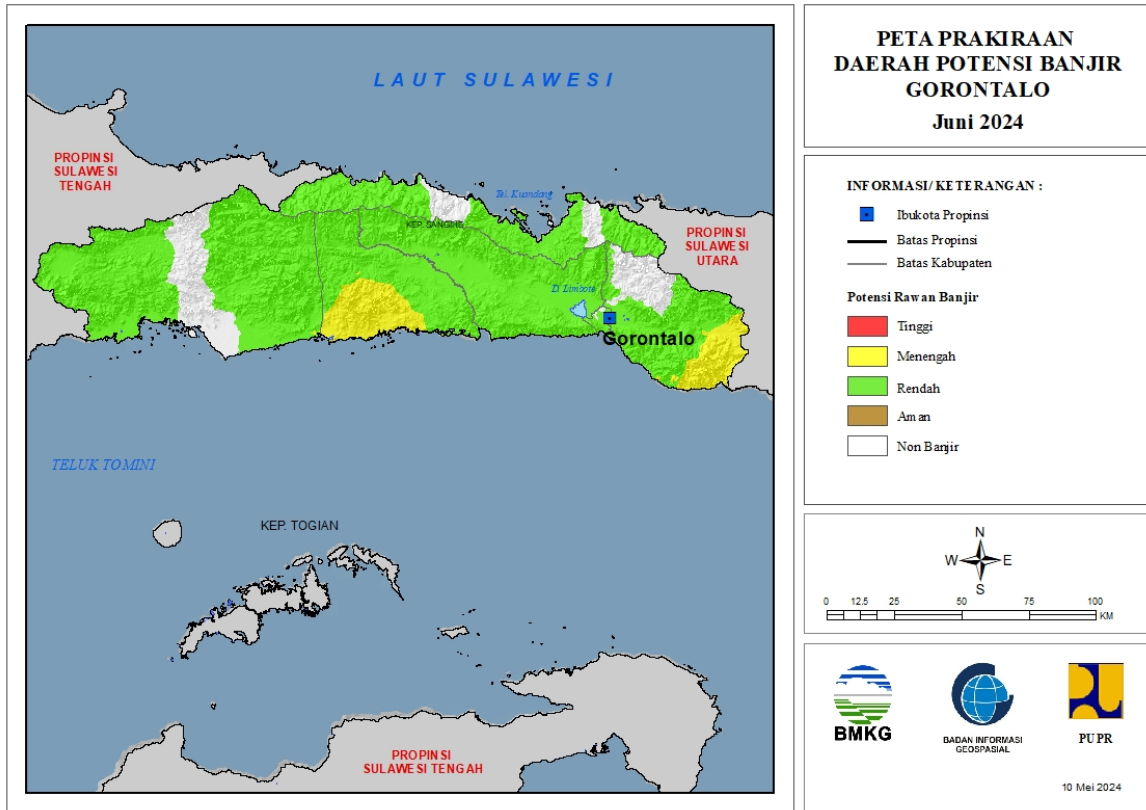 PETA PRAKIRAAN
DAERAH POTENSI BANJIR
GORONTALO
Juni 2024
LAUT SULAWESI
PROPINSI
SULAWESI
TENGAH
Tel. Kuandang
KEP. SANGIHE
PROPINSI
SULAWESI
UTARA
D. Limboto
Gorontalo
TELUK TOMINI
KEP. TOGIAN
PROPINSI
SULAWESI TENGAH
INFORMASI/ KETERANGAN :
Ibukota Propinsi
Batas Propinsi
Batas Kabupaten
Potensi Rawan Banjir
Tinggi
Menengah
Rendah
Aman
Non Banjir
N
W E
S
0 12.5 25 50 75 100
KM
BMKG
BADAN INFORMASI
GEOSPASIAL
PUPR
10 Mei 2024